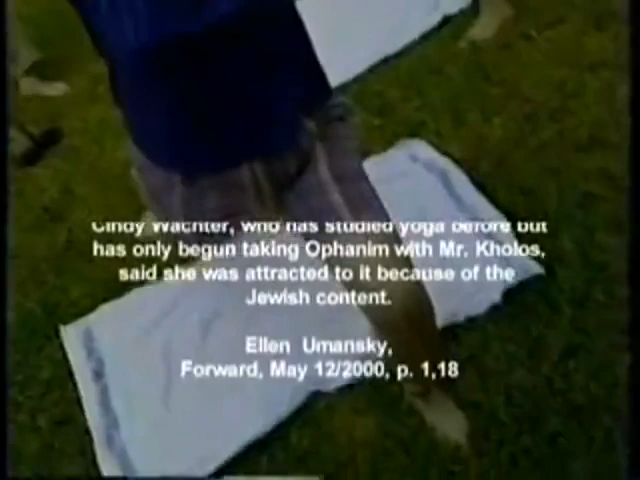 Cindy Wachter, who has studied yoga before but
has only begun taking Ophanim with Mr. Kholos,
said she was attracted to it because of the
Jewish content.
Ellen Umansky,
Forward, May 12/2000, p. 1,18